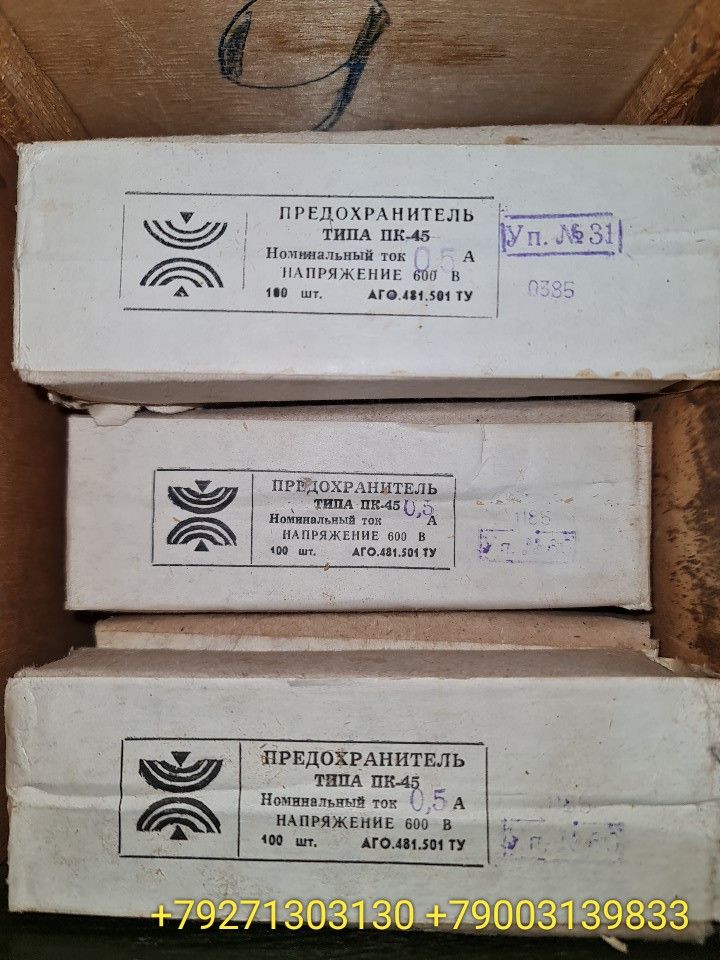 ПРЕДОХРАНИТЕЛЬ
ТИПА ПК-45
Номинальный ток 0,5 А
НАПРЯЖЕНИЕ 600 В
100 шт. АГО.481.501 ТУ
Уп. № 31
0385
ПРЕДОХРАНИТЕЛЬ
ТИПА ПК-45 0,5
Номинальный ток А
НАПРЯЖЕНИЕ 600 В
100 шт. АГО.481.501 ТУ
1185
ПРЕДОХРАНИТЕЛЬ
ТИПА ПК-45
Номинальный ток 0,5 А
НАПРЯЖЕНИЕ 600 В
100 шт. АГО.481.501 ТУ
+79271303130 +79003139833